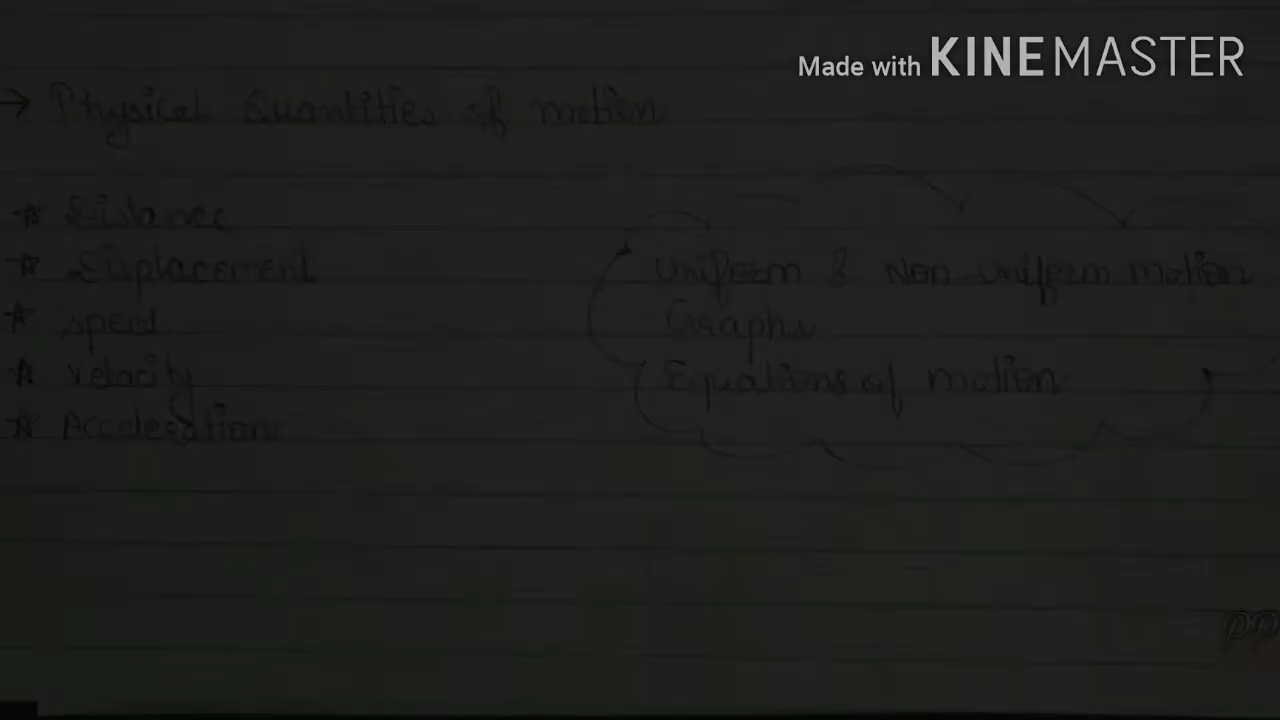 Made with KINEMASTER
→ Physical Quantities of motion
☆ Distance
☆ Displacement
☆ speed
☆ velocity
☆ Acceleration
Uniform & Non-uniform motion
Graphs
Equations of motion